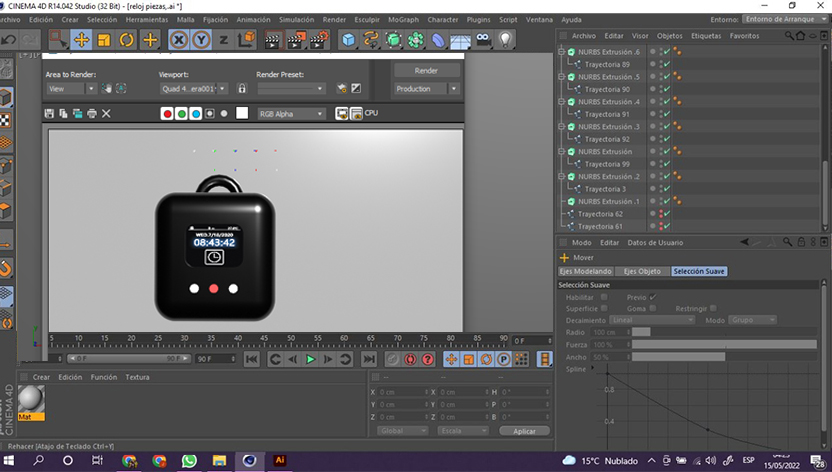 CINEMA 4D R14.042 Studio (32 Bit) - [reloj piezas,.ai *]
Archivo Edición Crear Selección Herramientas Malla Fijación Animación Simulación Render Esculpir MoGraph Character Plugins Script Ventana Ayuda Entorno: Entorno de Arranque
Archivo Editar Visor Objetos Etiquetas Favoritos
NURBS Extrusión .6
Trayectoria 89
NURBS Extrusión .5
Trayectoria 90
NURBS Extrusión .4
Trayectoria 91
NURBS Extrusión .3
Trayectoria 92
NURBS Extrusión
Trayectoria 99
NURBS Extrusión .2
Trayectoria 3
NURBS Extrusión .1
Trayectoria 62
Trayectoria 61
Area to Render: Viewport: Render Preset: Render
View Quad 4...era001* Production
RGB Alpha CPU
WED,7/18/2020
08:43:42
5 10 15 20 25 30 35 40 45 50 55 60 65 70 75 80 85 90 0 F
0 F 90 F 90 F
Crear Edición Función Textura
Mat
X 0 cm X 0 cm H 0 °
Y 0 cm Y 0 cm P 0 °
Z 0 cm Z 0 cm B 0 °
Global Escala Aplicar
Modo Editar Datos de Usuario
Mover
Ejes Modelando Ejes Objeto Selección Suave
Selección Suave
Habilitar Previo
Superficie Goma Restringir
Decaimiento Lineal Modo Grupo
Radio 100 cm
Fuerza 100 %
Ancho 50 %
Spline
0.8
0.4
CINEMA 4D
Rehacer [Atajo de Teclado Ctrl+Y]
Ai
15°C Nublado ESP 15/05/2022 28